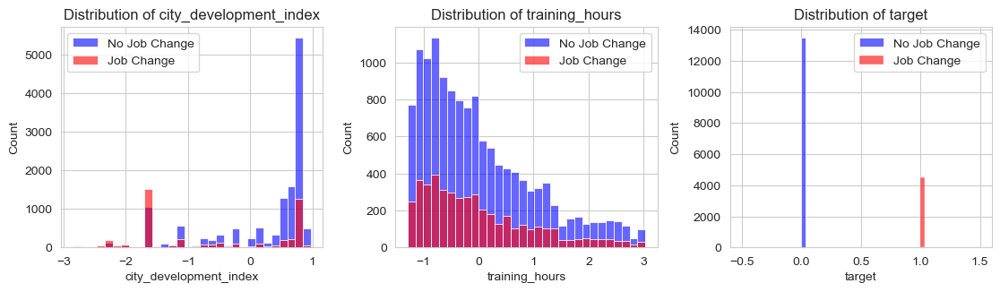 Distribution of city_development_index
No Job Change
Job Change
Count
5000
4000
3000
2000
1000
0
−3
−2
−1
0
1
city_development_index
Distribution of training_hours
No Job Change
Job Change
Count
1000
800
600
400
200
0
−1
0
1
2
3
training_hours
Distribution of target
No Job Change
Job Change
Count
14000
12000
10000
8000
6000
4000
2000
0
−0.5
0.0
0.5
1.0
1.5
target